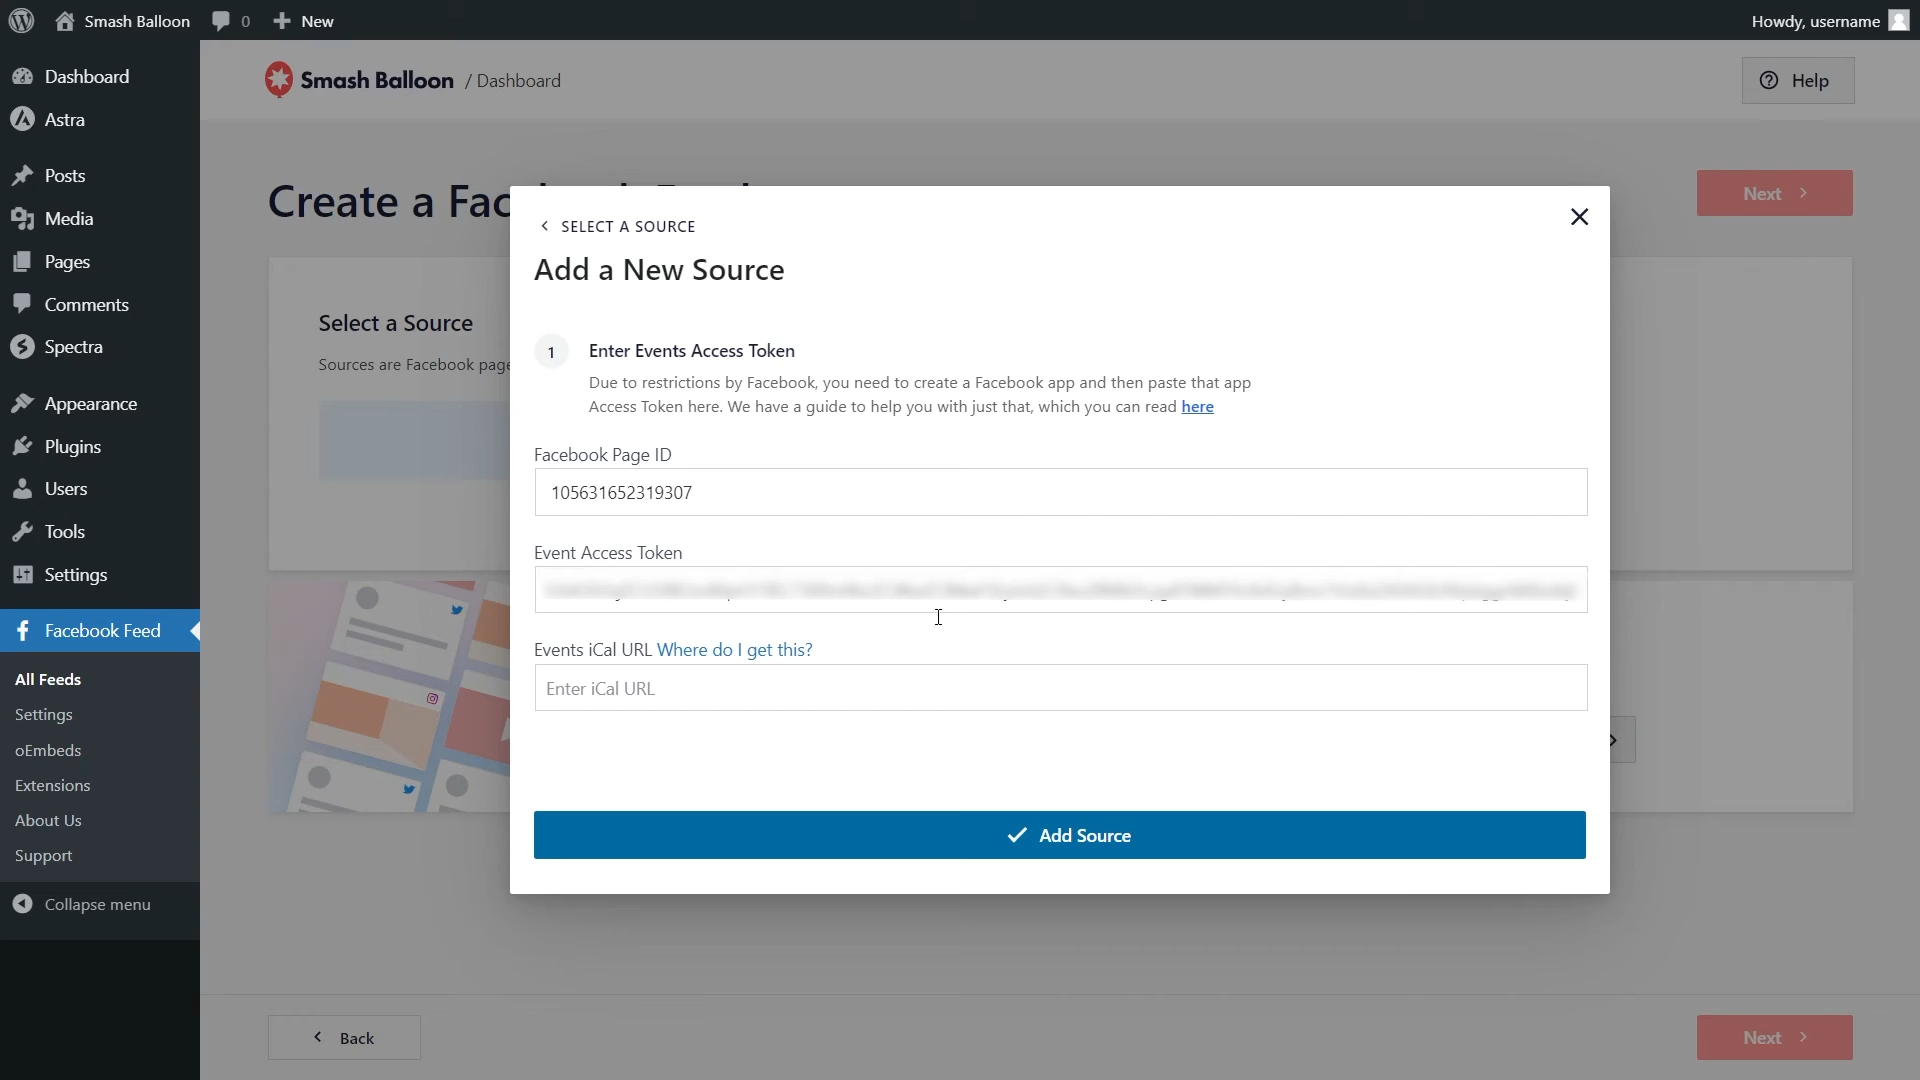 Smash Balloon
0
New
Howdy, username
Dashboard
Astra
Posts
Media
Pages
Comments
Spectra
Appearance
Plugins
Users
Tools
Settings
Facebook Feed
All Feeds
Settings
oEmbeds
Extensions
About Us
Support
Collapse menu
Smash Balloon / Dashboard
Help
Create a Fac
Next
Select a Source
Sources are Facebook page
SELECT A SOURCE
Add a New Source
1
Enter Events Access Token
Due to restrictions by Facebook, you need to create a Facebook app and then paste that app
Access Token here. We have a guide to help you with just that, which you can read here
Facebook Page ID
105631652319307
Event Access Token
Events iCal URL Where do I get this?
Enter iCal URL
Add Source
Back
Next